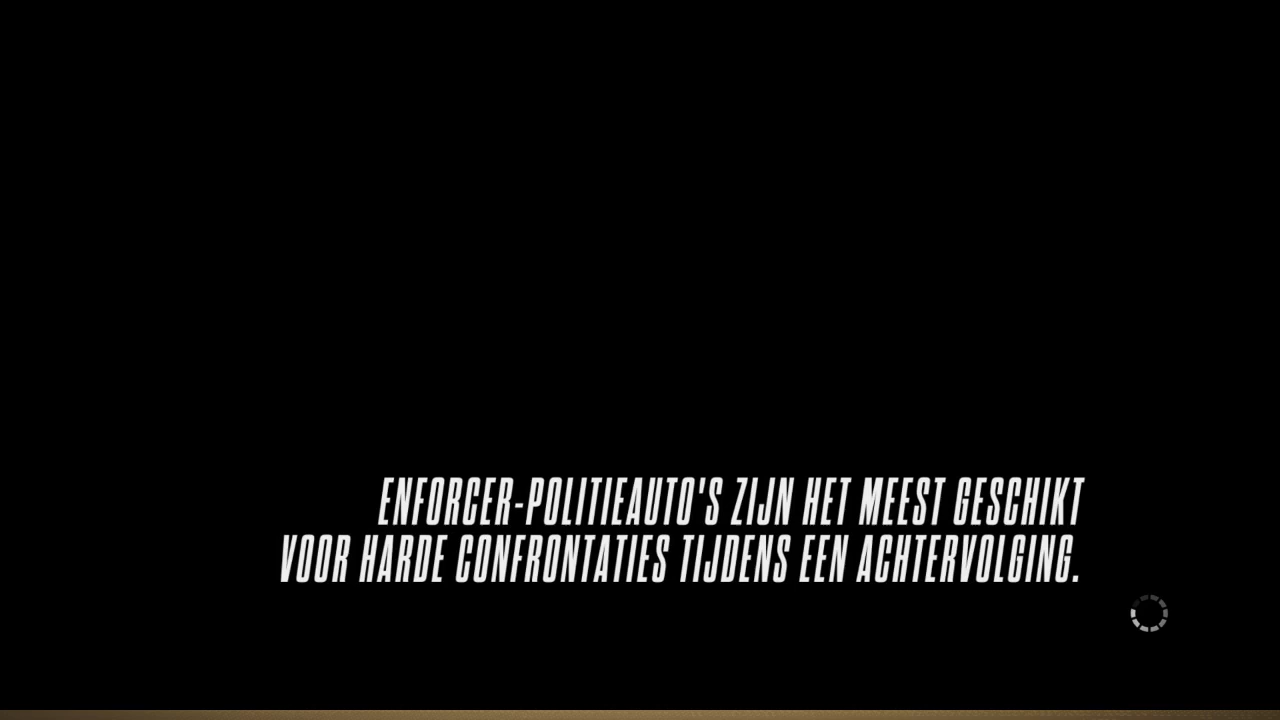 ENFORCER-POLITIEAUTO'S ZIJN HET MEEST GESCHIKT
VOOR HARDE CONFRONTATIES TIJDENS EEN ACHTERVOLGING.